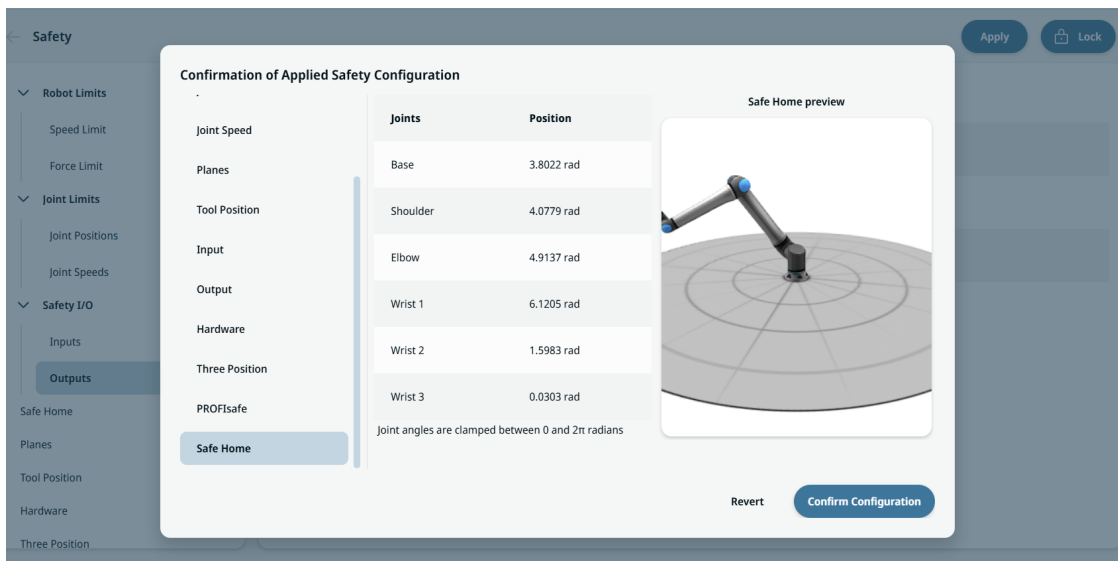 Safety
Apply
Lock
Robot Limits
Speed Limit
Force Limit
Joint Limits
Joint Positions
Joint Speeds
Safety I/O
Inputs
Outputs
Safe Home
Planes
Tool Position
Hardware
Three Position
Confirmation of Applied Safety Configuration
Joint Speed
Planes
Tool Position
Input
Output
Hardware
Three Position
PROFIsafe
Safe Home
Joints Position
Base 3.8022 rad
Shoulder 4.0779 rad
Elbow 4.9137 rad
Wrist 1 6.1205 rad
Wrist 2 1.5983 rad
Wrist 3 0.0303 rad
Joint angles are clamped between 0 and 2π radians
Safe Home preview
Revert
Confirm Configuration